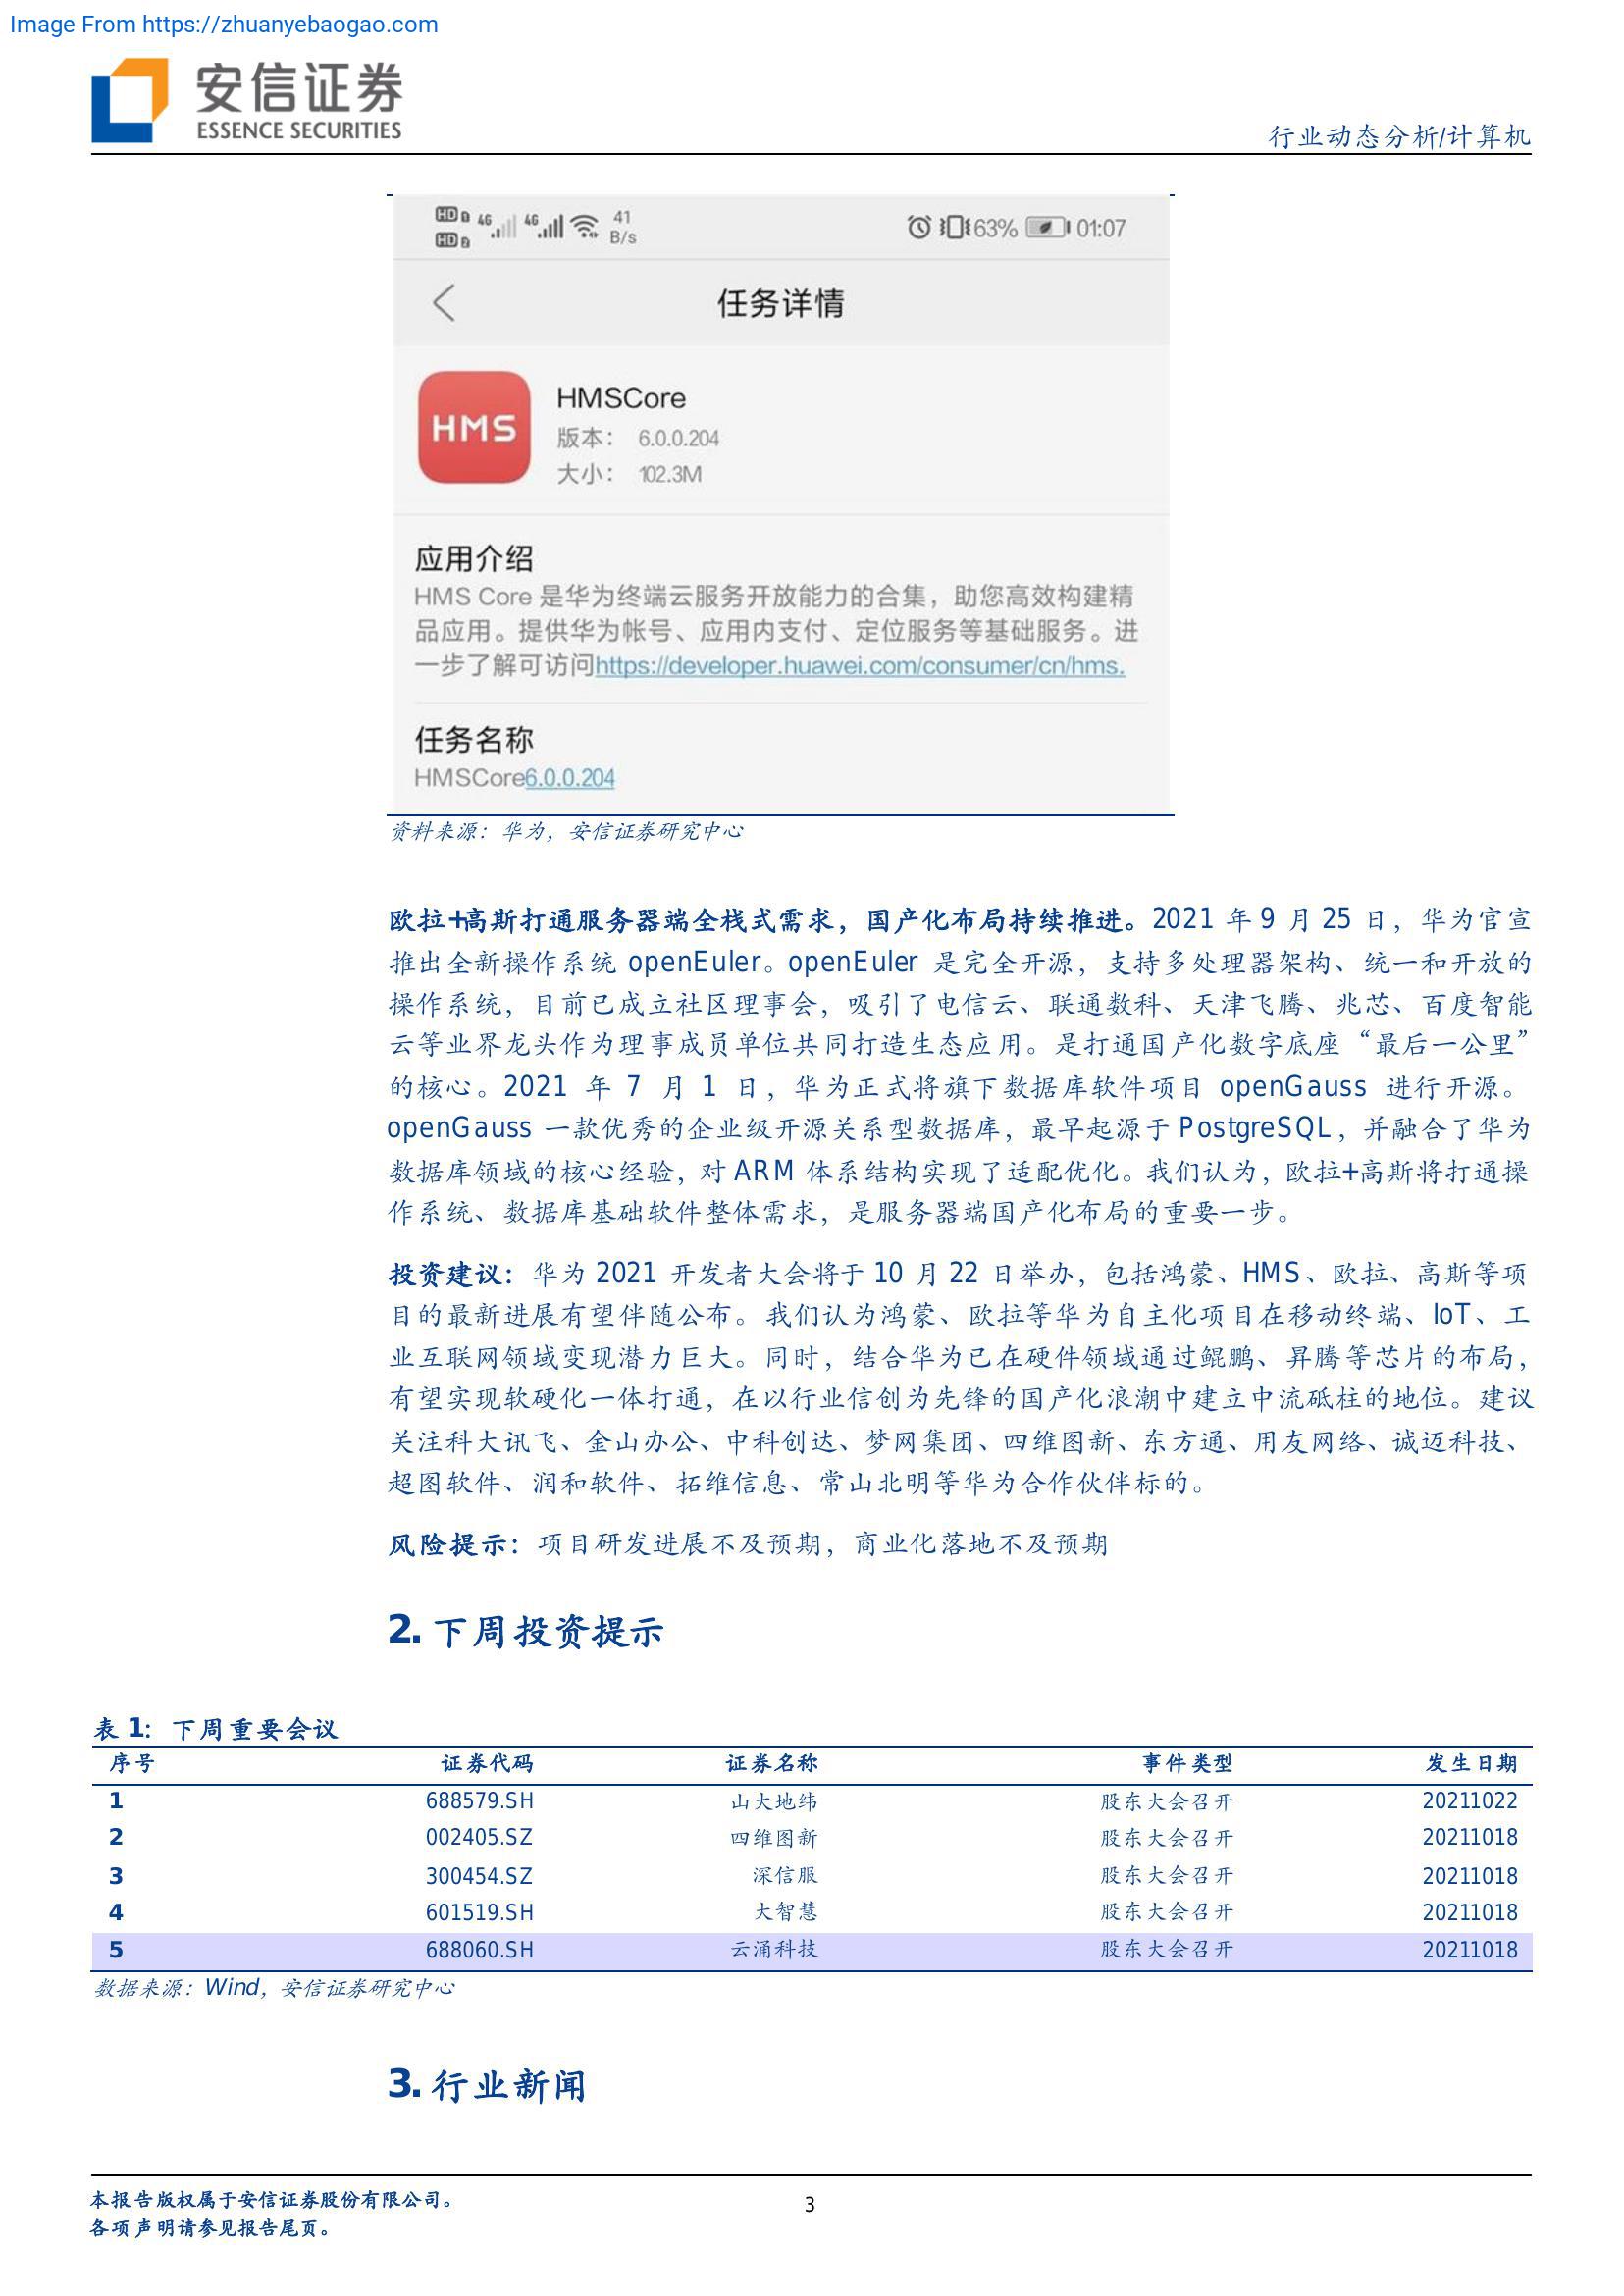 Image From https://zhuanyebaogao.com
安信证券
ESSENCE SECURITIES
行业动态分析/计算机
HD 1 4G 4G 41 B/s 63% 01:07
HD 2
任务详情
HMS
HMSCore
版本： 6.0.0.204
大小： 102.3M
应用介绍
HMS Core 是华为终端云服务开放能力的合集，助您高效构建精
品应用。提供华为帐号、应用内支付、定位服务等基础服务。进
一步了解可访问https://developer.huawei.com/consumer/cn/hms.
任务名称
HMSCore6.0.0.204
资料来源：华为，安信证券研究中心
欧拉+高斯打通服务器端全栈式需求，国产化布局持续推进。2021 年 9 月 25 日，华为官宣
推出全新操作系统 openEuler。openEuler 是完全开源，支持多处理器架构、统一和开放的
操作系统，目前已成立社区理事会，吸引了电信云、联通数科、天津飞腾、兆芯、百度智能
云等业界龙头作为理事成员单位共同打造生态应用。是打通国产化数字底座“最后一公里”
的核心。2021 年 7 月 1 日，华为正式将旗下数据库软件项目 openGauss 进行开源。
openGauss 一款优秀的企业级开源关系型数据库，最早起源于 PostgreSQL，并融合了华为
数据库领域的核心经验，对 ARM 体系结构实现了适配优化。我们认为，欧拉+高斯将打通操
作系统、数据库基础软件整体需求，是服务器端国产化布局的重要一步。
投资建议：华为 2021 开发者大会将于 10 月 22 日举办，包括鸿蒙、HMS、欧拉、高斯等项
目的最新进展有望伴随公布。我们认为鸿蒙、欧拉等华为自主化项目在移动终端、IoT、工
业互联网领域变现潜力巨大。同时，结合华为已在硬件领域通过鲲鹏、昇腾等芯片的布局，
有望实现软硬化一体打通，在以行业信创为先锋的国产化浪潮中建立中流砥柱的地位。建议
关注科大讯飞、金山办公、中科创达、梦网集团、四维图新、东方通、用友网络、诚迈科技、
超图软件、润和软件、拓维信息、常山北明等华为合作伙伴标的。
风险提示：项目研发进展不及预期，商业化落地不及预期
2. 下周投资提示
表 1：下周重要会议
序号 证券代码 证券名称 事件类型 发生日期
1 688579.SH 山大地纬 股东大会召开 20211022
2 002405.SZ 四维图新 股东大会召开 20211018
3 300454.SZ 深信服 股东大会召开 20211018
4 601519.SH 大智慧 股东大会召开 20211018
5 688060.SH 云涌科技 股东大会召开 20211018
数据来源：Wind，安信证券研究中心
3. 行业新闻
本报告版权属于安信证券股份有限公司。
各项声明请参见报告尾页。
3